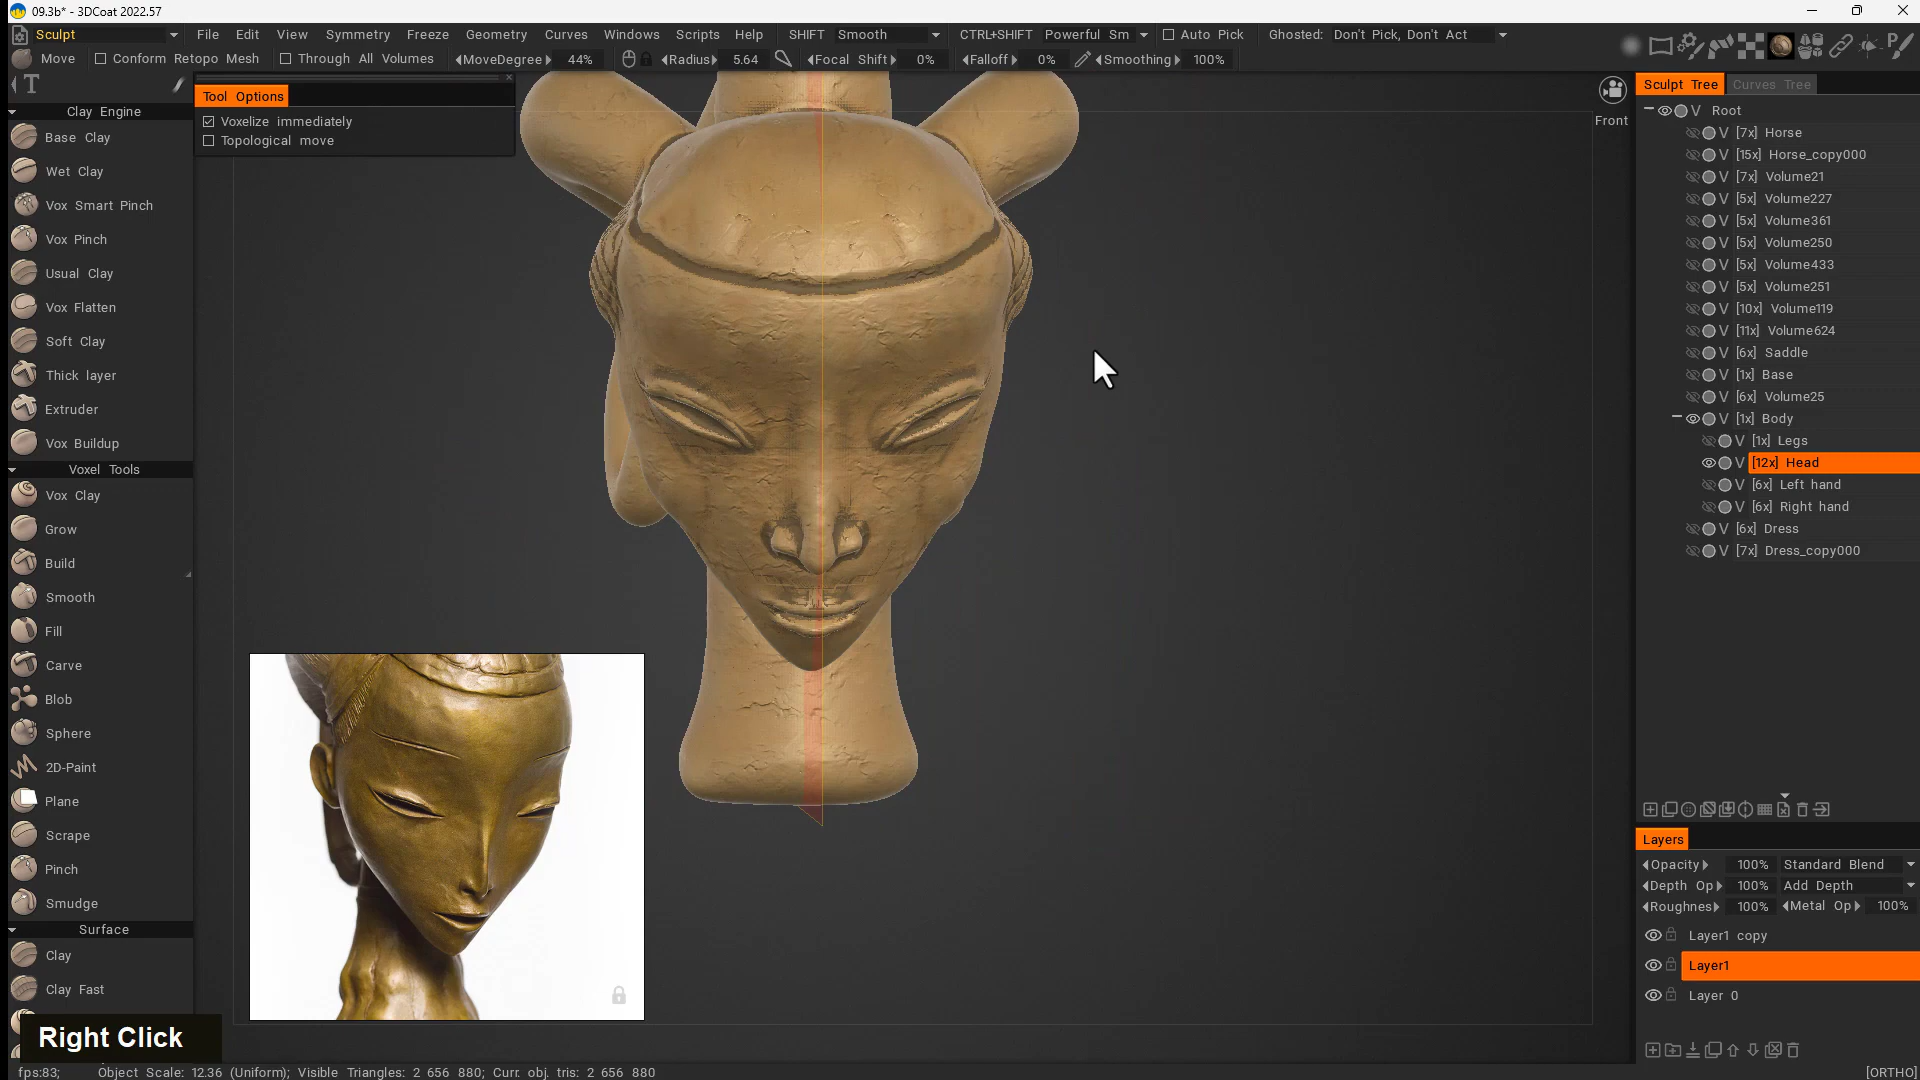 09.3b* - 3DCoat 2022.57
Sculpt File Edit View Symmetry Freeze Geometry Curves Windows Scripts Help SHIFT Smooth CTRL+SHIFT Powerful Sm Auto Pick Ghosted: Don't Pick, Don't Act
Move Conform Retopo Mesh Through All Volumes MoveDegree 44% Radius 5.64 Focal Shift 0% Falloff 0% Smoothing 100%
Tool Options
Voxelize immediately
Topological move
Clay Engine
Base Clay
Wet Clay
Vox Smart Pinch
Vox Pinch
Usual Clay
Vox Flatten
Soft Clay
Thick layer
Extruder
Vox Buildup
Voxel Tools
Vox Clay
Grow
Build
Smooth
Fill
Carve
Blob
Sphere
2D-Paint
Plane
Scrape
Pinch
Smudge
Surface
Clay
Clay Fast
Right Click
Front
Sculpt Tree Curves Tree
V Root
V [7x] Horse
V [15x] Horse_copy000
V [7x] Volume21
V [5x] Volume227
V [5x] Volume361
V [5x] Volume250
V [5x] Volume433
V [5x] Volume251
V [10x] Volume119
V [11x] Volume624
V [6x] Saddle
V [1x] Base
V [6x] Volume25
V [1x] Body
V [1x] Legs
V [12x] Head
V [6x] Left hand
V [6x] Right hand
V [6x] Dress
V [7x] Dress_copy000
Layers
Opacity 100% Standard Blend
Depth Op 100% Add Depth
Roughnes 100% Metal Op 100%
Layer1 copy
Layer1
Layer 0
fps:83; Object Scale: 12.36 (Uniform); Visible Triangles: 2 656 880; Curr. obj. tris: 2 656 880
[ORTHO]